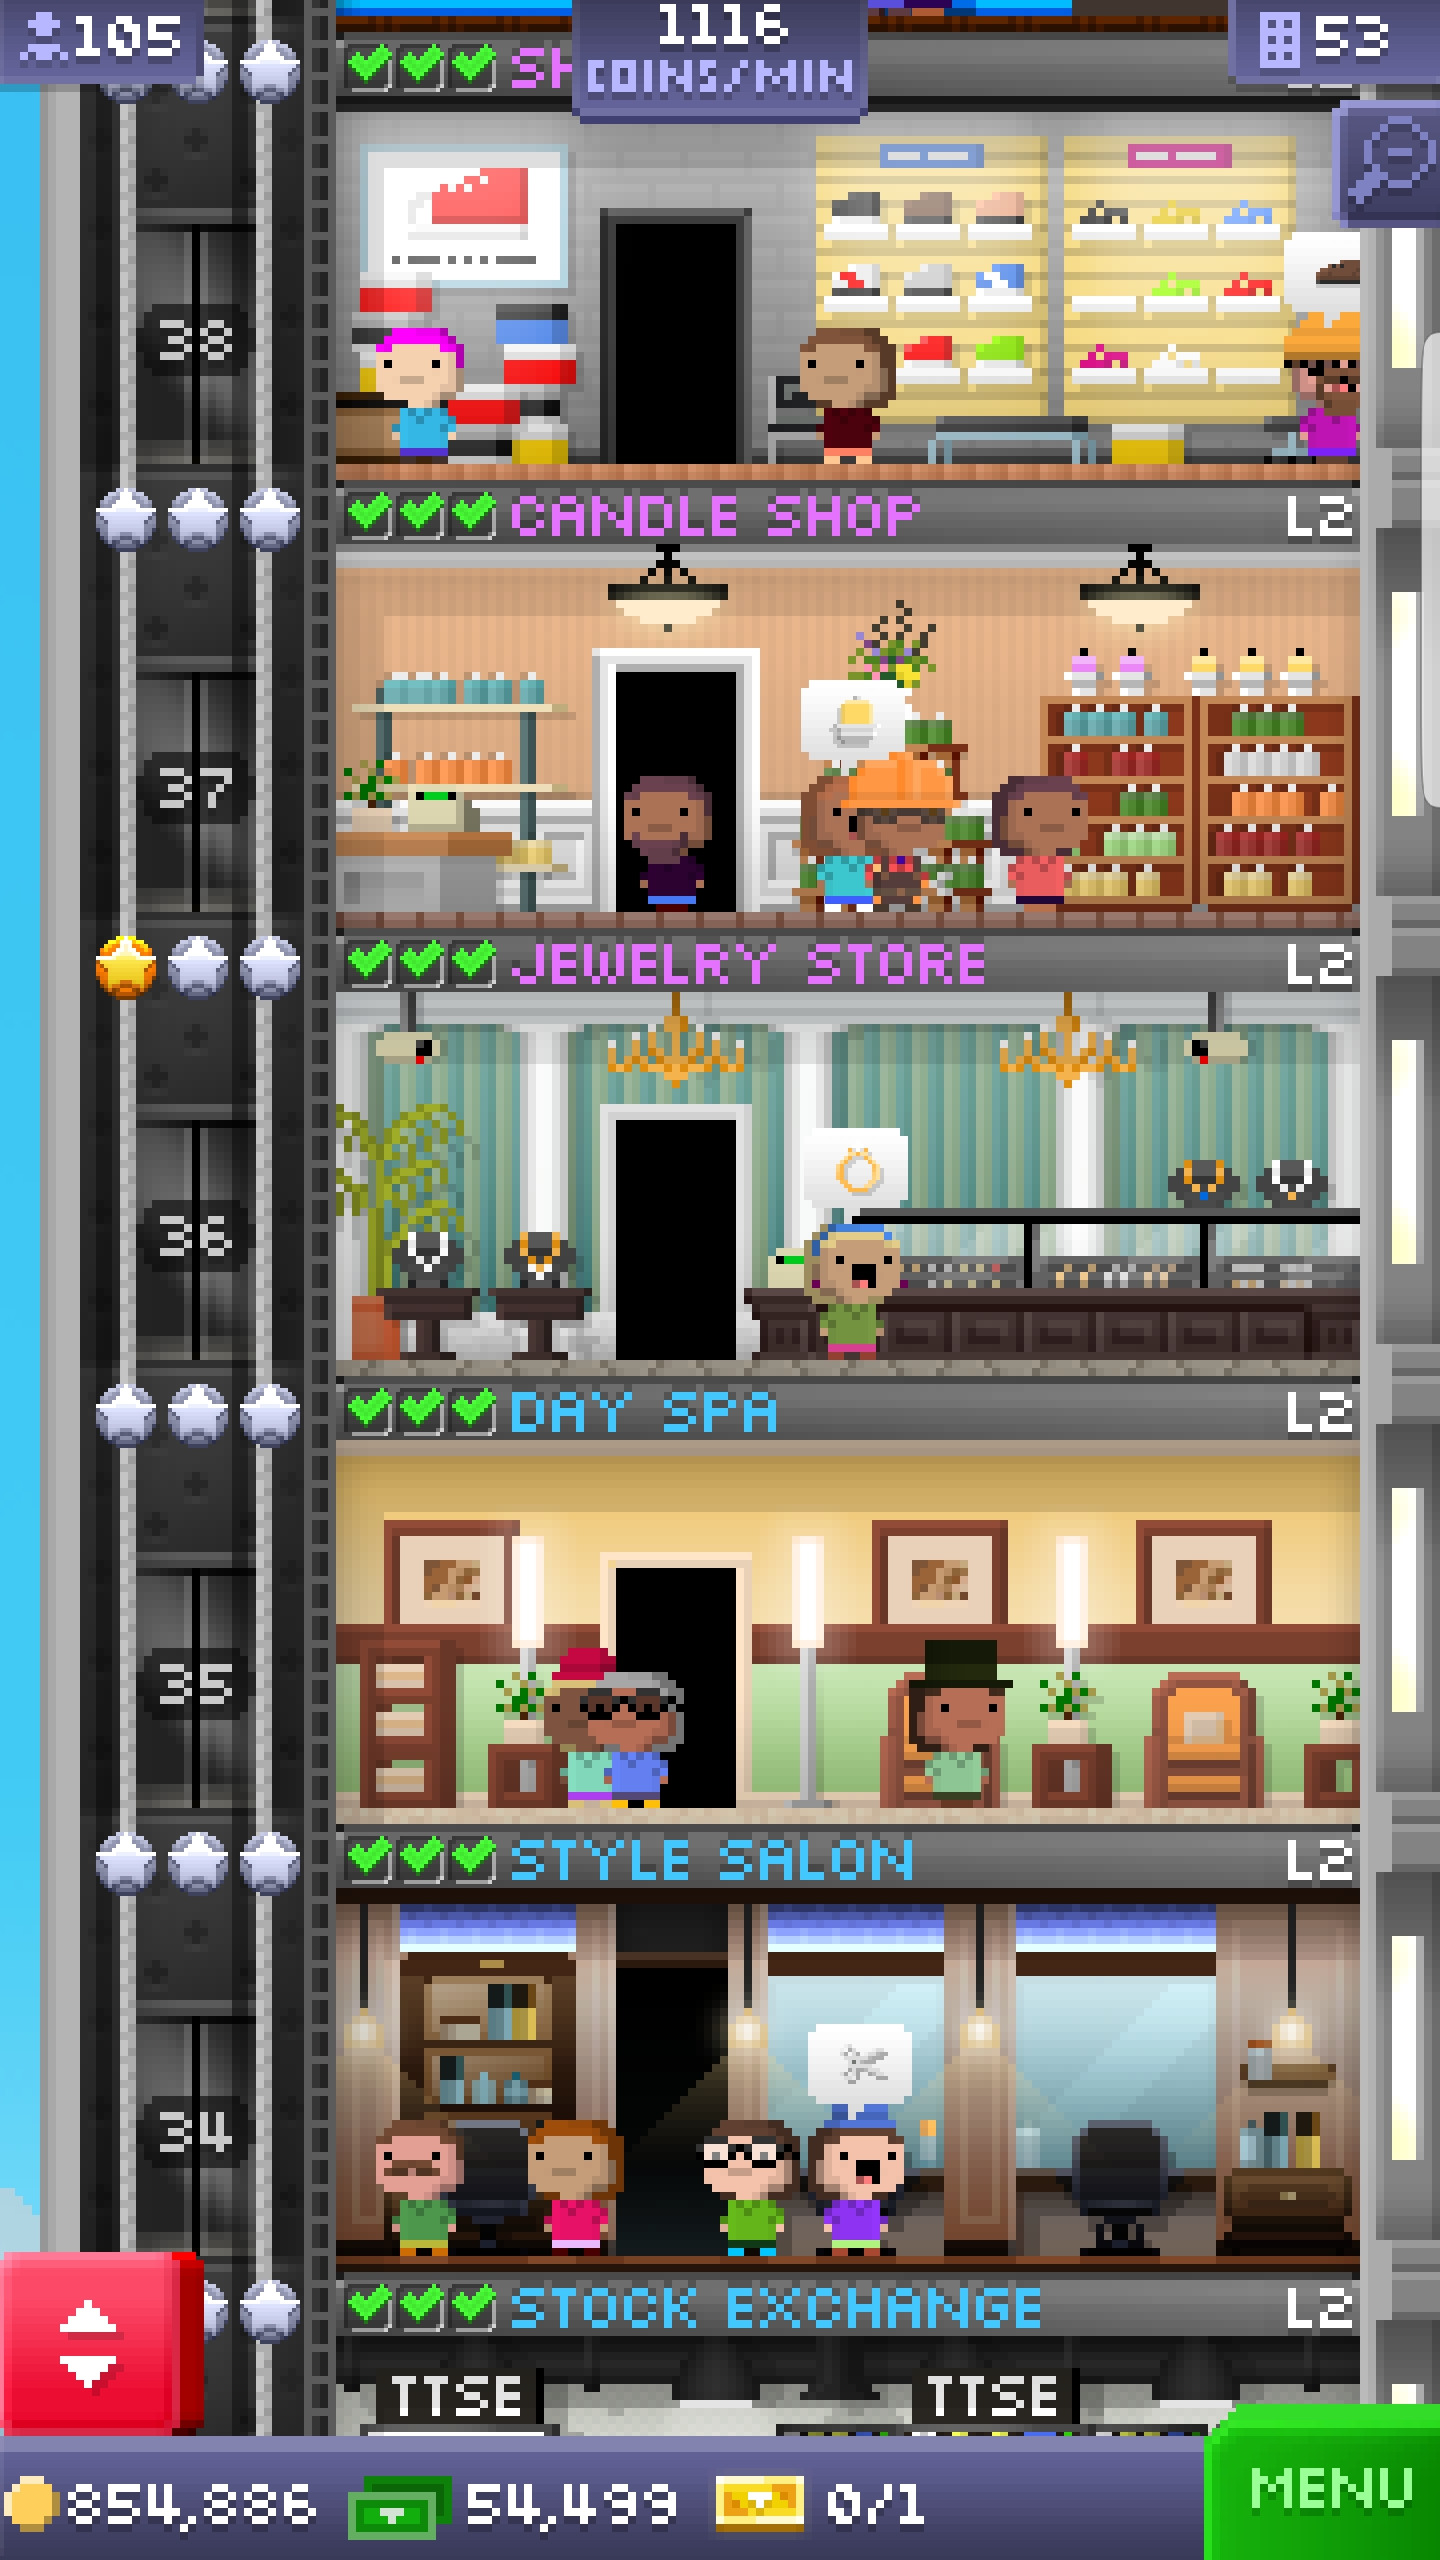 105
1116
COINS/MIN
53
SH
38
CANDLE SHOP L2
37
JEWELRY STORE L2
36
DAY SPA L2
35
STYLE SALON L2
34
STOCK EXCHANGE L2
TTSE TTSE
854,886 54,499 0/1
MENU